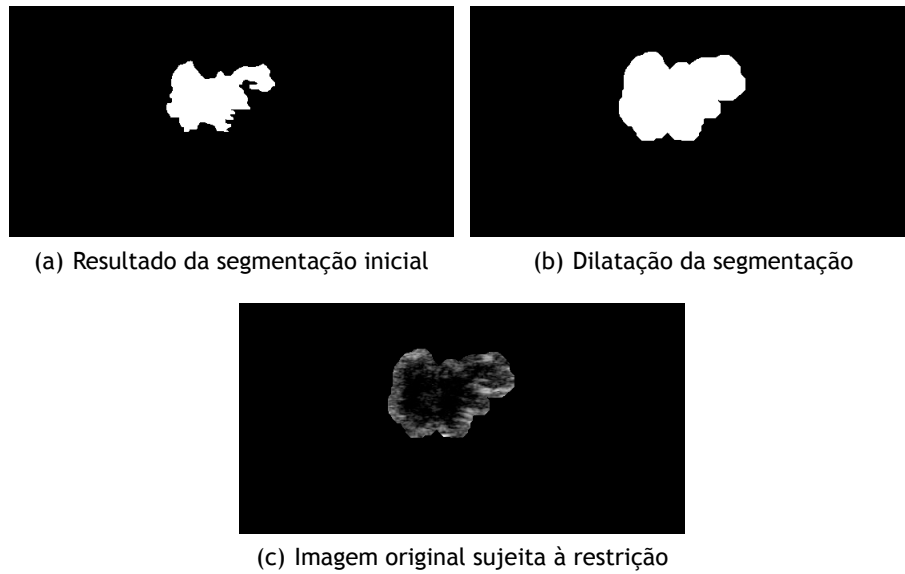 (a) Resultado da segmentação inicial
(b) Dilatação da segmentação
(c) Imagem original sujeita à restrição